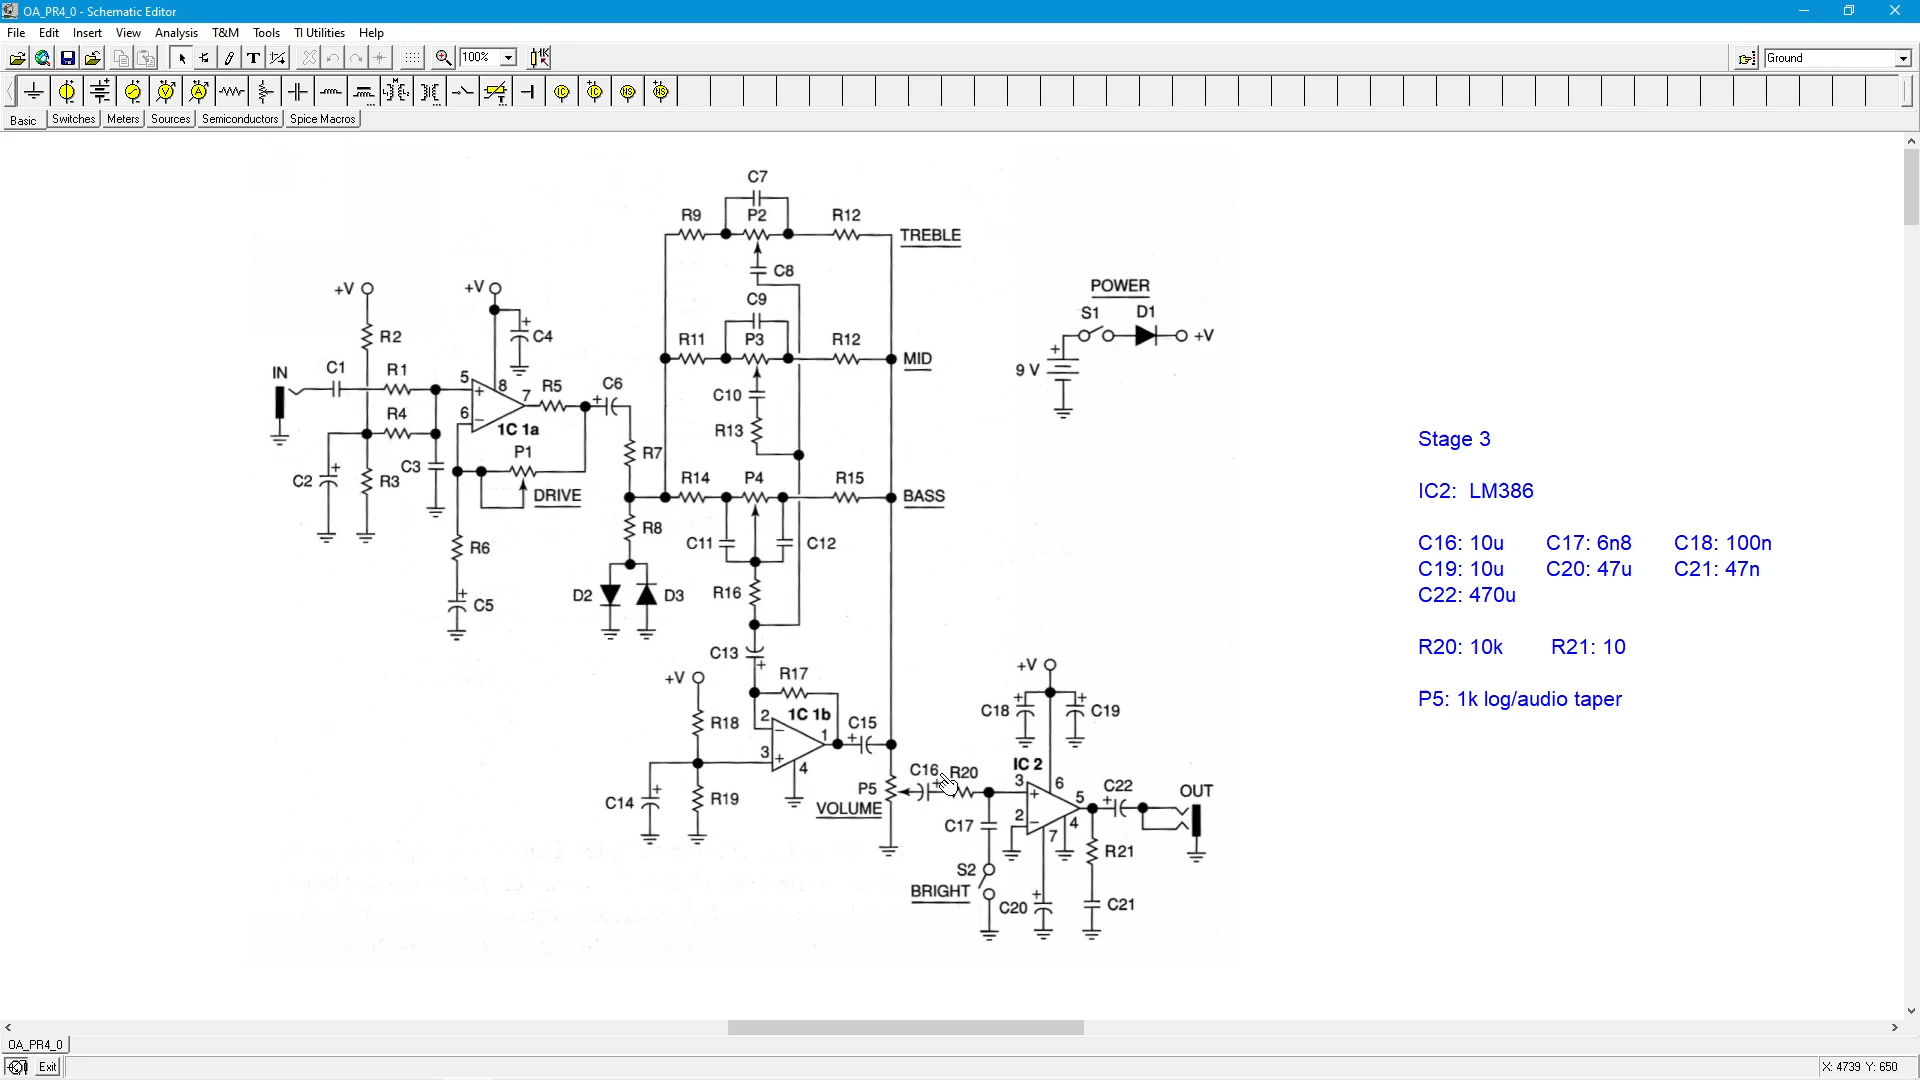 OA_PR4_0 - Schematic Editor
File Edit Insert View Analysis T&M Tools TI Utilities Help
100% Ground
Basic Switches Meters Sources Semiconductors Spice Macros
C7
R9 P2 R12
TREBLE
C8
+V +V
C9
POWER
S1 D1
+V
R2 C4
R11 P3 R12
MID
+
9 V
IN C1 R1
5 8 7 R5 C6
C10
R4 6
1C 1a
R13
C2 R3 C3 P1 R7
DRIVE
R14 P4 R15
BASS
R8
C11 C12
R6
D2 D3
R16
C5
C13
+V
R17
+V
R18 2 1C 1b C15
1
C18 C19
3 4
IC 2
C14 R19
P5 C16 R20
VOLUME
3 6 5 C22 OUT
C17 2 7 4
R21
S2
BRIGHT
C20 C21
Stage 3
IC2: LM386
C16: 10u C17: 6n8 C18: 100n
C19: 10u C20: 47u C21: 47n
C22: 470u
R20: 10k R21: 10
P5: 1k log/audio taper
OA_PR4_0
Exit X: 4739 Y: 650